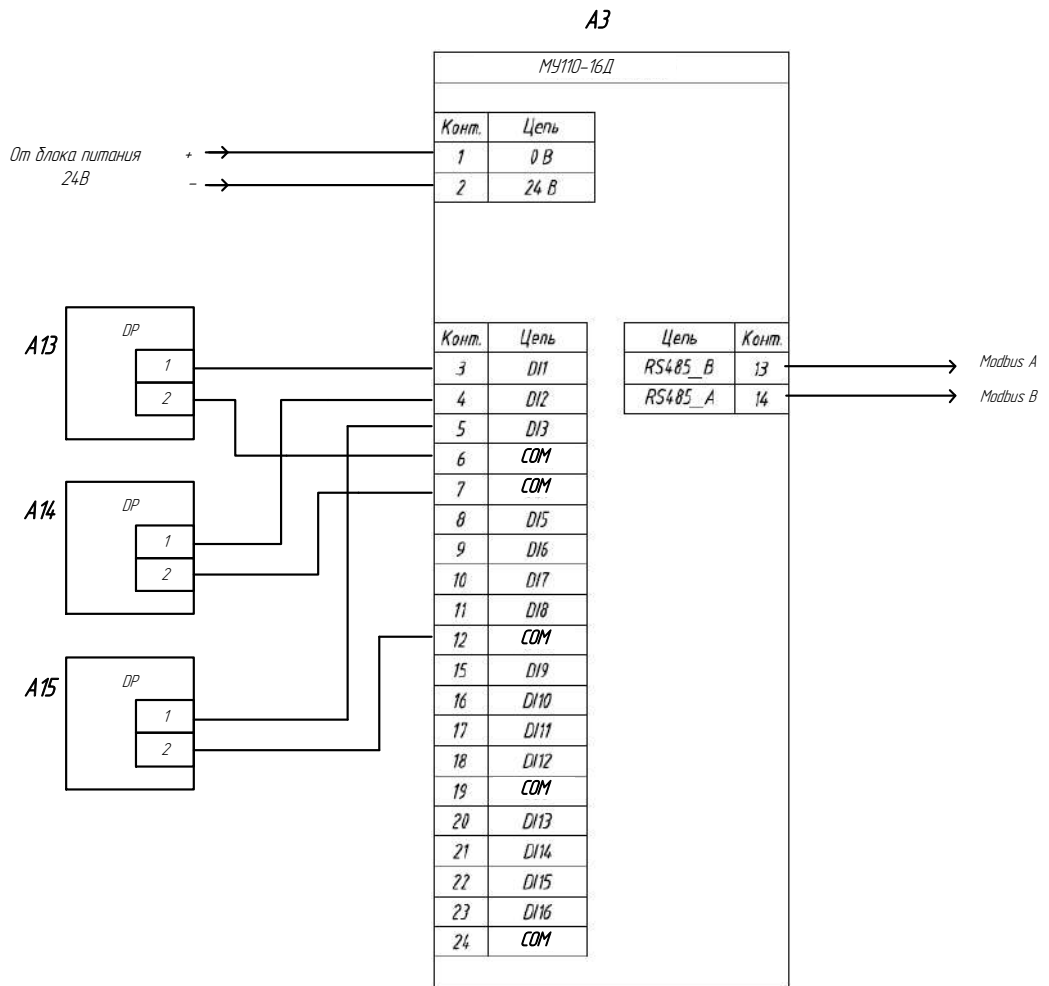 А3
МУ110-16Д
Конт. Цепь
1 0 В
2 24 В
От блока питания
24В
+
-
А13
DP
1
2
А14
DP
1
2
А15
DP
1
2
Конт. Цепь
3 DI1
4 DI2
5 DI3
6 COM
7 COM
8 DI5
9 DI6
10 DI7
11 DI8
12 COM
15 DI9
16 DI10
17 DI11
18 DI12
19 COM
20 DI13
21 DI14
22 DI15
23 DI16
24 COM
Цепь Конт.
RS485_B 13
RS485_A 14
Modbus A
Modbus B